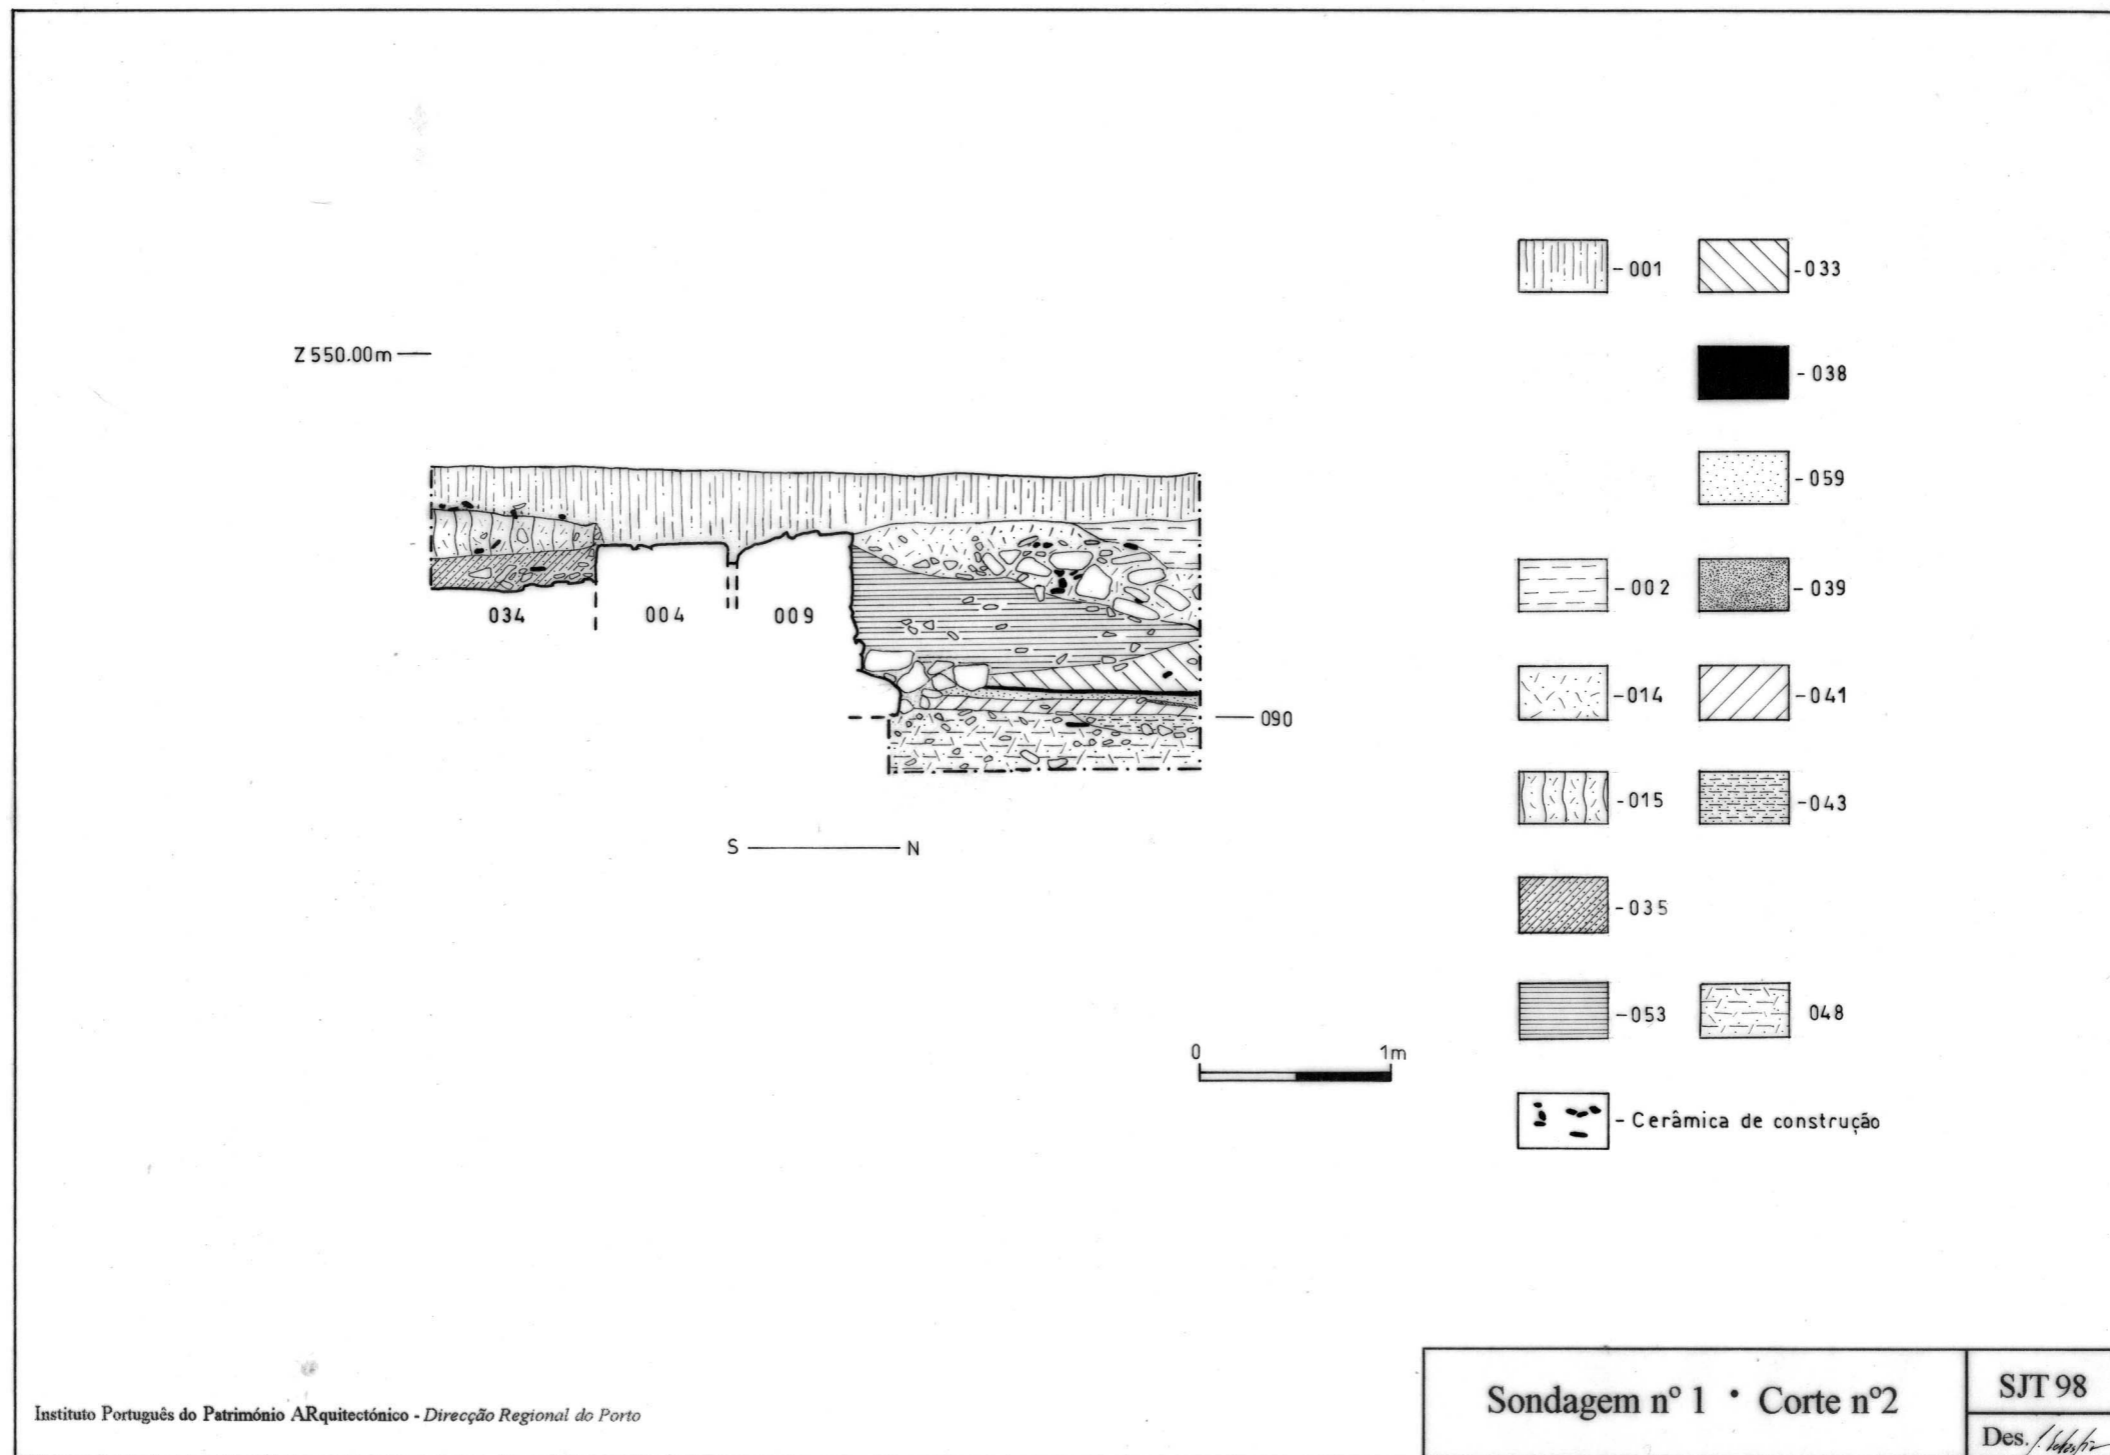 Z 550.00m
034
004
009
090
S N
-001
-033
-038
-059
-002
-039
-014
-041
-015
-043
-035
-053
048
0 1m
- Cerâmica de construção
Sondagem nº 1 • Corte nº2
SJT 98
Des.
Instituto Português do Património ARquitectónico - Direcção Regional do Porto